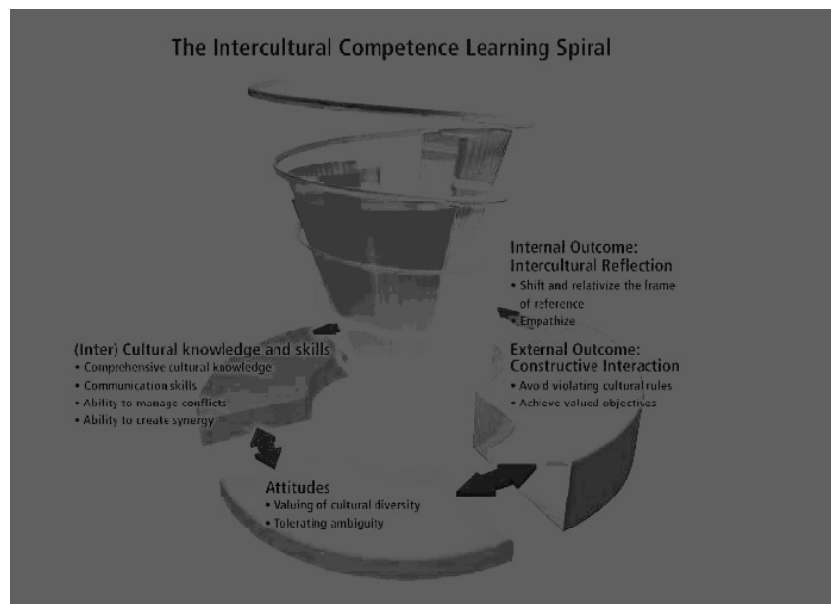 The Intercultural Competence Learning Spiral
Internal Outcome:
Intercultural Reflection
• Shift and relativize the frame
of reference
• Empathize
(Inter) Cultural knowledge and skills
• Comprehensive cultural knowledge
• Communication skills
• Ability to manage conflicts
• Ability to create synergy
External Outcome:
Constructive Interaction
• Avoid violating cultural rules
• Achieve valued objectives
Attitudes
• Valuing of cultural diversity
• Tolerating ambiguity